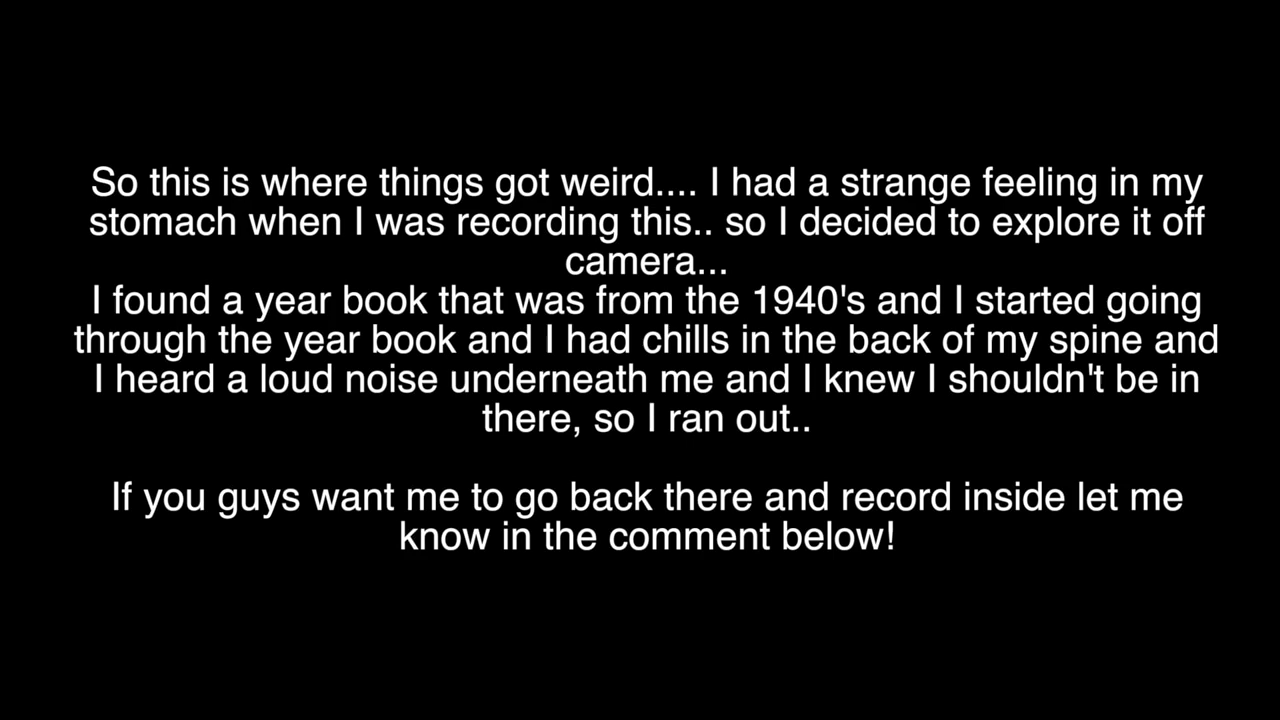 So this is where things got weird.... I had a strange feeling in my
stomach when I was recording this.. so I decided to explore it off
camera...
I found a year book that was from the 1940's and I started going
through the year book and I had chills in the back of my spine and
I heard a loud noise underneath me and I knew I shouldn't be in
there, so I ran out..
If you guys want me to go back there and record inside let me
know in the comment below!